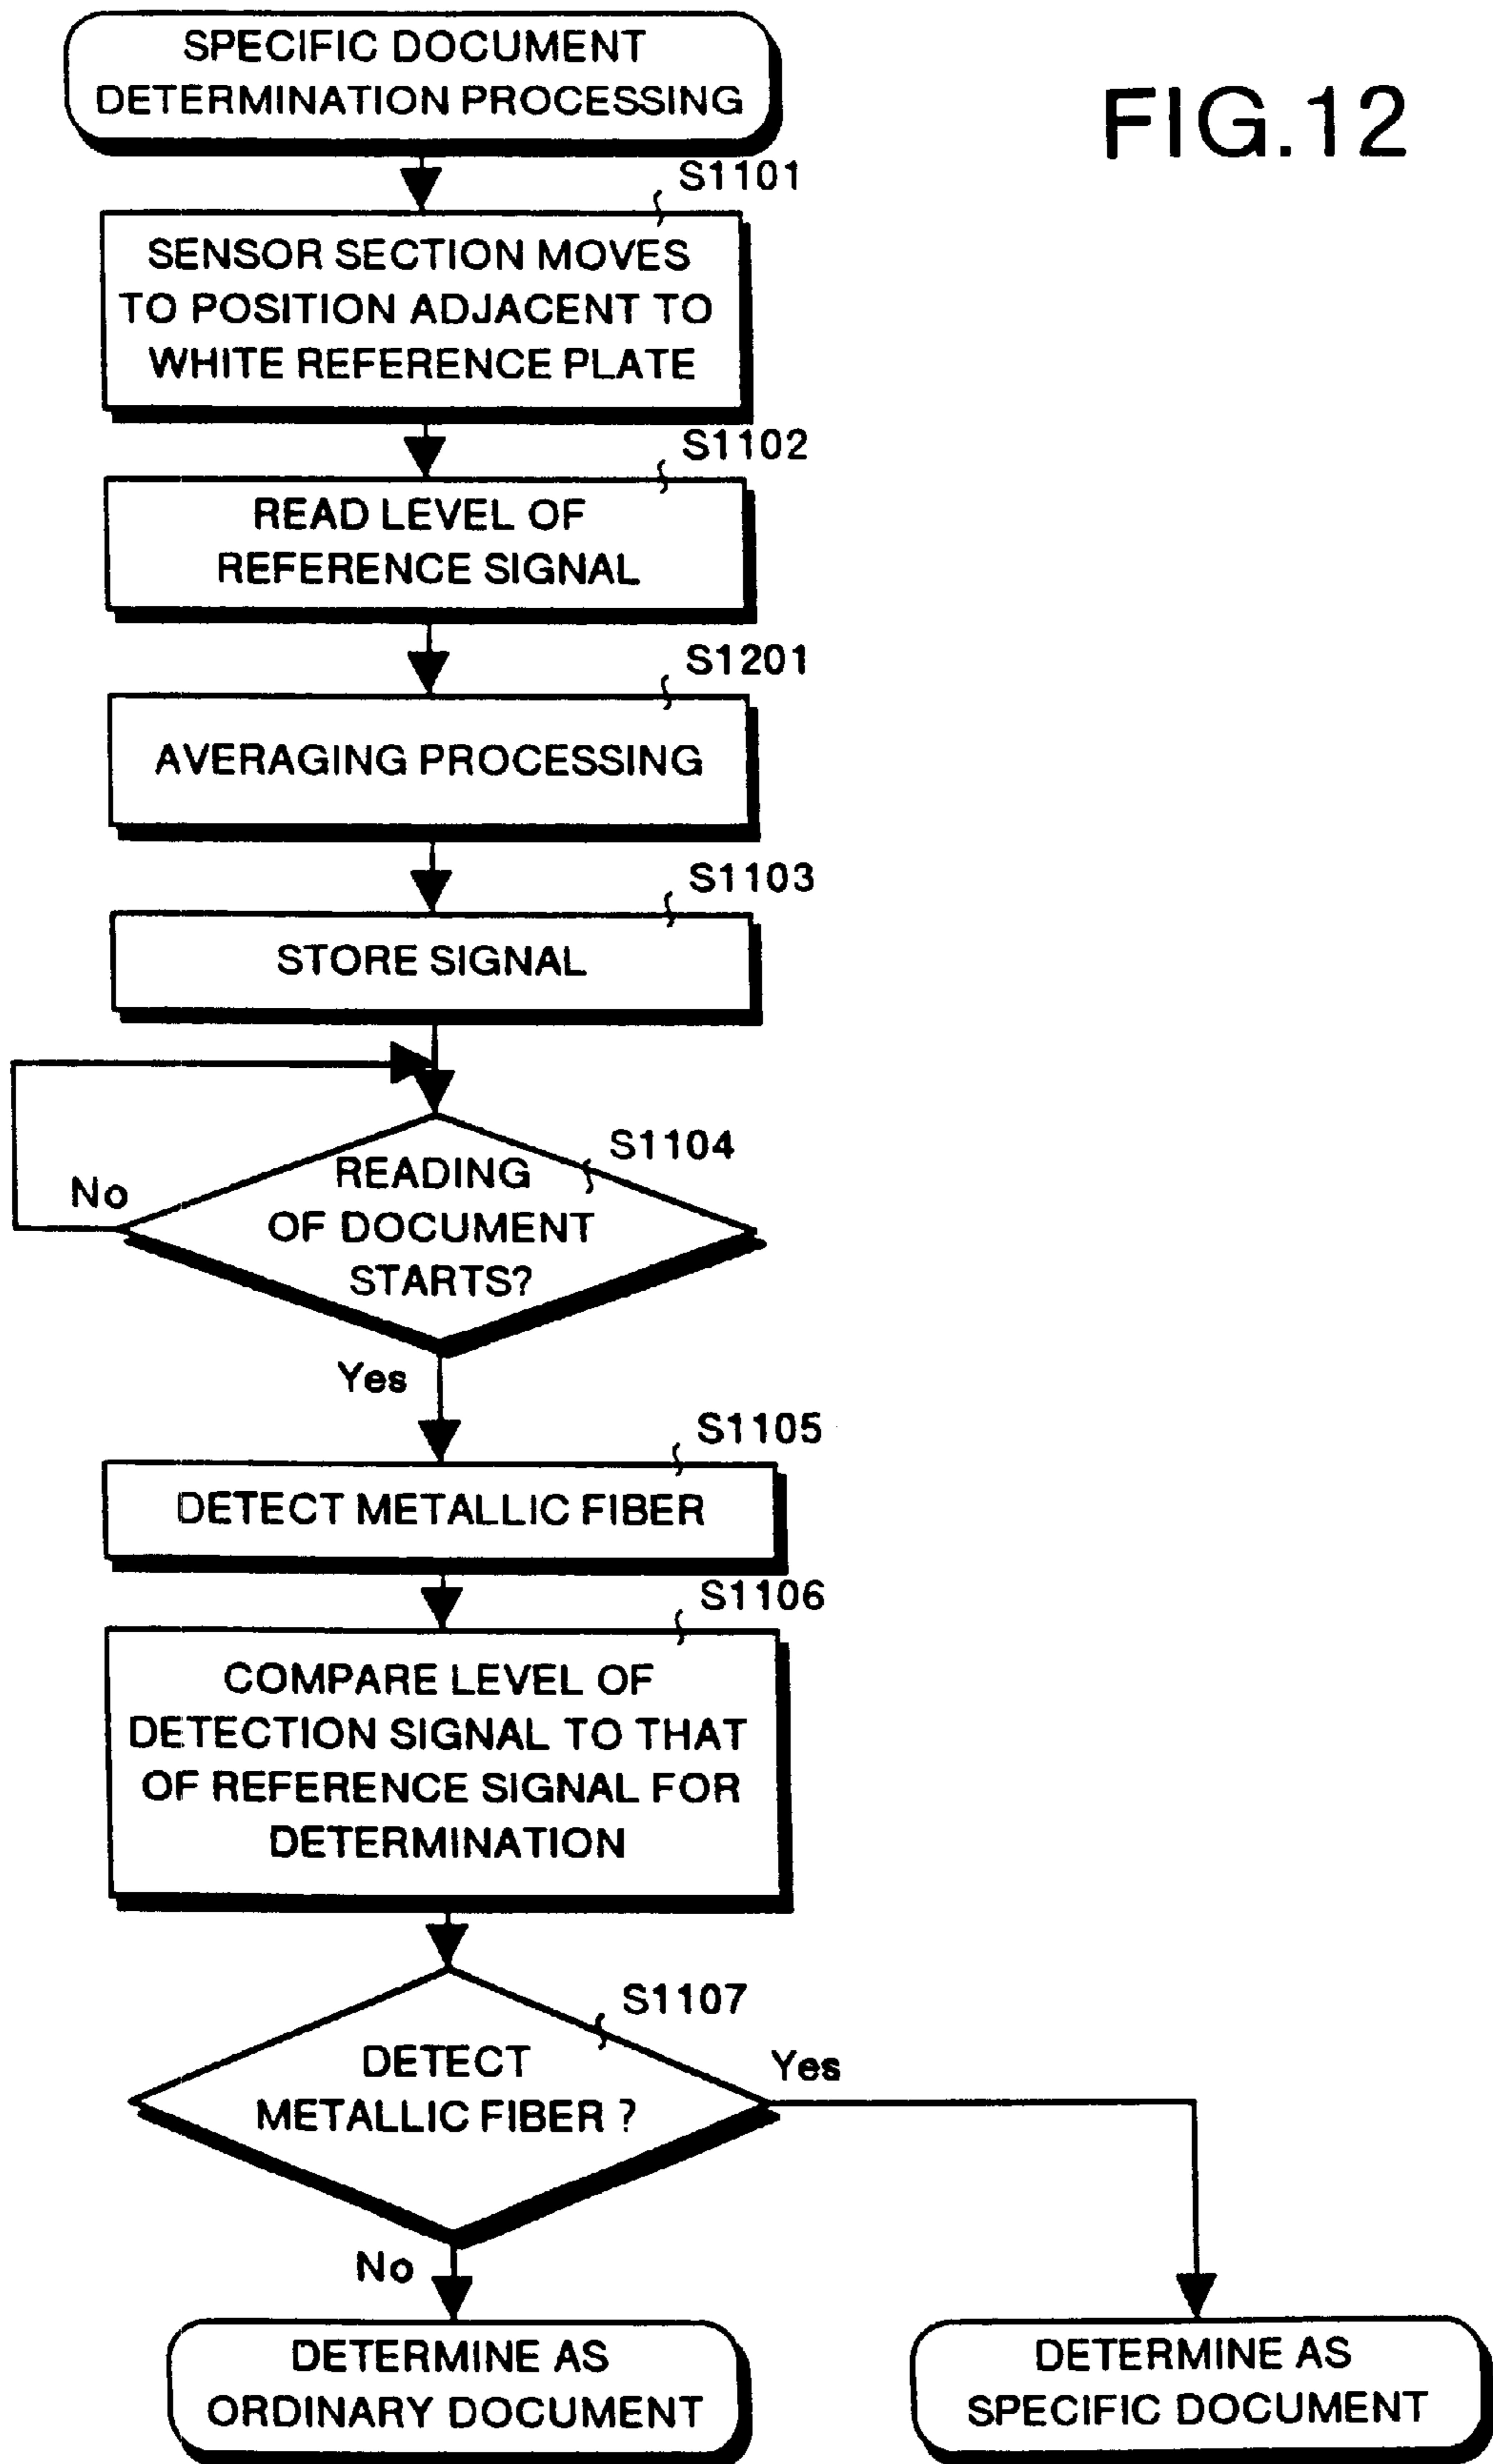 SPECIFIC DOCUMENT
DETERMINATION PROCESSING
FIG.12
S1101
SENSOR SECTION MOVES
TO POSITION ADJACENT TO
WHITE REFERENCE PLATE
S1102
READ LEVEL OF
REFERENCE SIGNAL
S1201
AVERAGING PROCESSING
S1103
STORE SIGNAL
S1104
READING
OF DOCUMENT
STARTS?
No
Yes
S1105
DETECT METALLIC FIBER
S1106
COMPARE LEVEL OF
DETECTION SIGNAL TO THAT
OF REFERENCE SIGNAL FOR
DETERMINATION
S1107
DETECT
METALLIC FIBER ?
Yes
No
DETERMINE AS
ORDINARY DOCUMENT
DETERMINE AS
SPECIFIC DOCUMENT